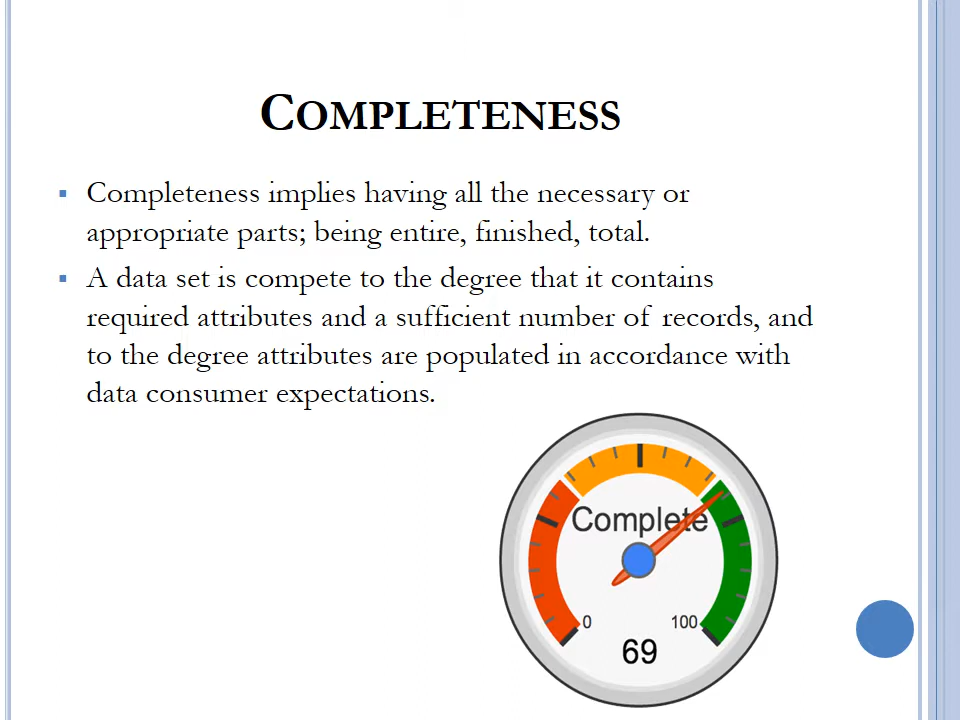 COMPLETENESS
▪ Completeness implies having all the necessary or
appropriate parts; being entire, finished, total.
▪ A data set is compete to the degree that it contains
required attributes and a sufficient number of records, and
to the degree attributes are populated in accordance with
data consumer expectations.
Complete
0 100
69